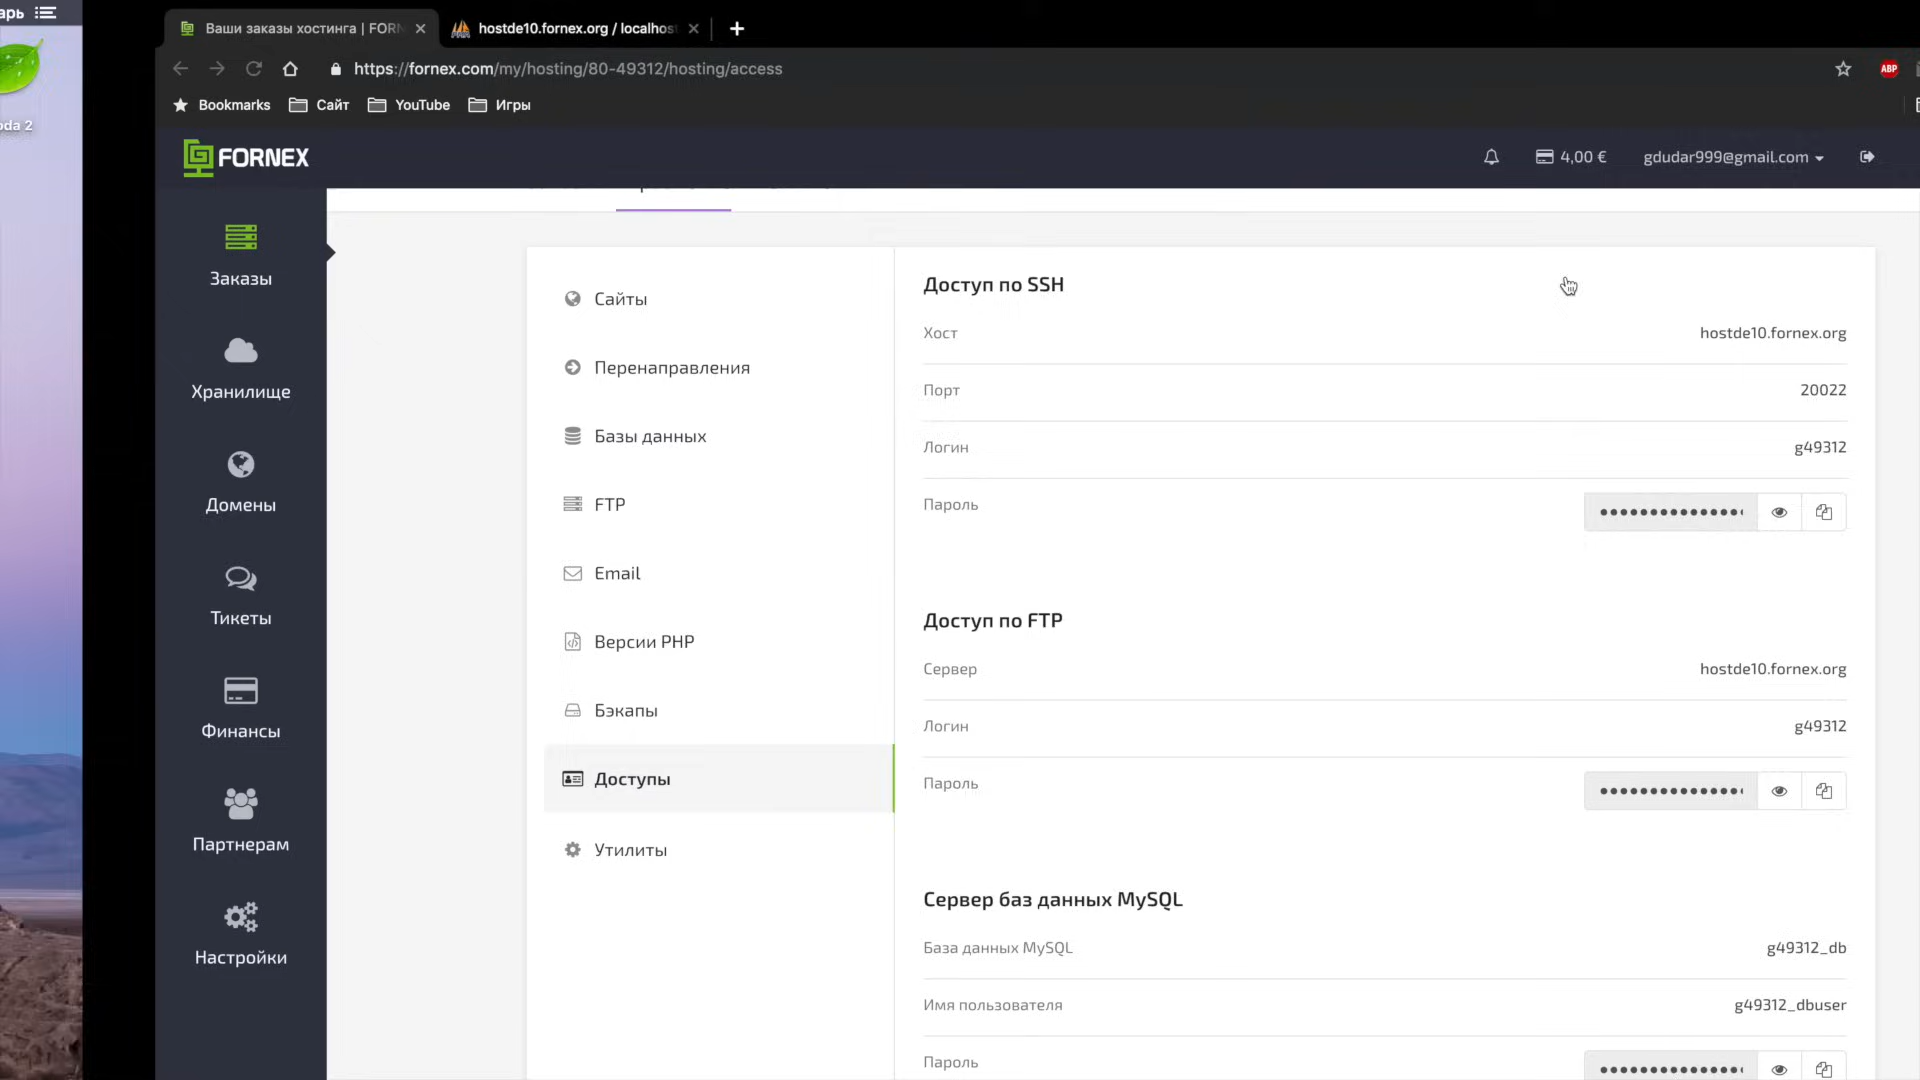 арь
oda 2
Ваши заказы хостинга | FORN
hostde10.fornex.org / localhos
https://fornex.com/my/hosting/80-49312/hosting/access
ABP
Bookmarks
Сайт
YouTube
Игры
FORNEX
4,00 €
gdudar999@gmail.com
Заказы
Хранилище
Домены
Тикеты
Финансы
Партнерам
Настройки
Сайты
Перенаправления
Базы данных
FTP
Email
Версии PHP
Бэкапы
Доступы
Утилиты
Доступ по SSH
Хост
hostde10.fornex.org
Порт
20022
Логин
g49312
Пароль
Доступ по FTP
Сервер
hostde10.fornex.org
Логин
g49312
Пароль
Сервер баз данных MySQL
База данных MySQL
g49312_db
Имя пользователя
g49312_dbuser
Пароль